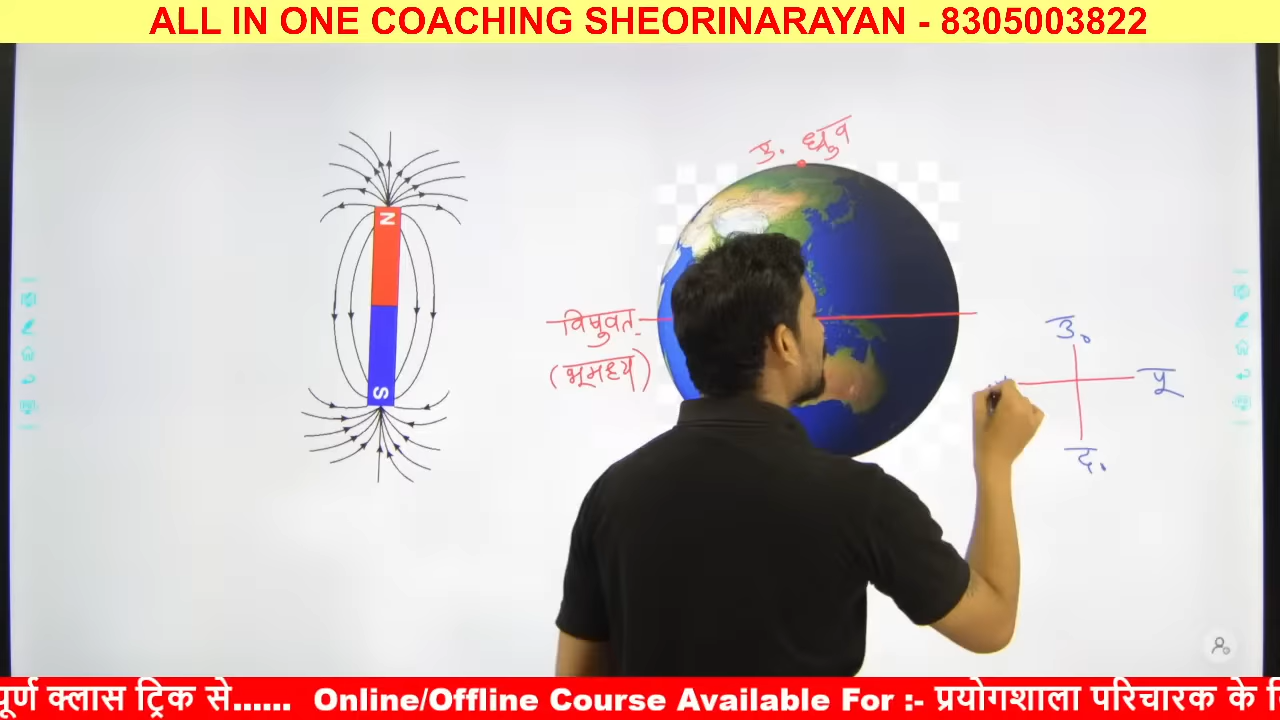 ALL IN ONE COACHING SHEORINARAYAN - 8305003822
उ. ध्रुव
N
विषुवत
(भूमध्य)
S
उ.
पू
द.
पूर्ण क्लास ट्रिक से...... Online/Offline Course Available For :- प्रयोगशाला परिचारक के